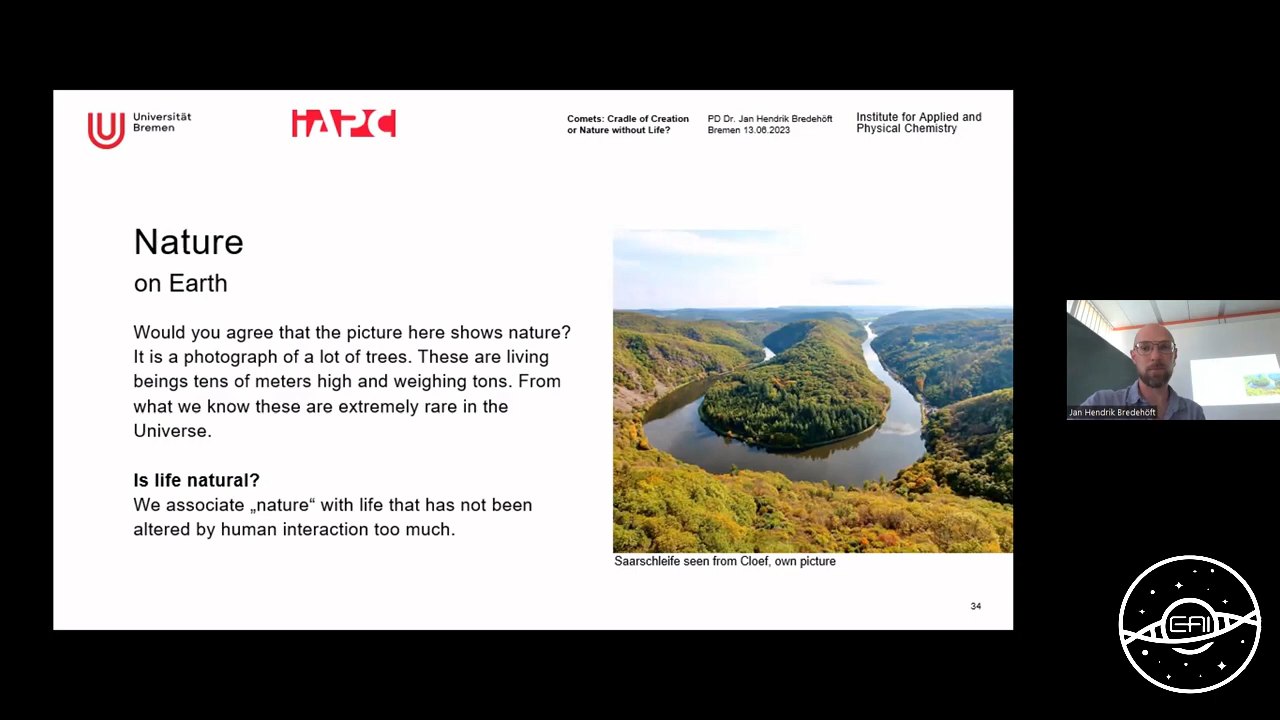 Universität
Bremen
iAPC
Comets: Cradle of Creation
or Nature without Life?
PD Dr. Jan Hendrik Bredehöft
Bremen 13.06.2023
Institute for Applied and
Physical Chemistry
Nature
on Earth
Would you agree that the picture here shows nature?
It is a photograph of a lot of trees. These are living
beings tens of meters high and weighing tons. From
what we know these are extremely rare in the
Universe.
Is life natural?
We associate „nature“ with life that has not been
altered by human interaction too much.
Saarschleife seen from Cloef, own picture
34
Jan Hendrik Bredehöft
EAI